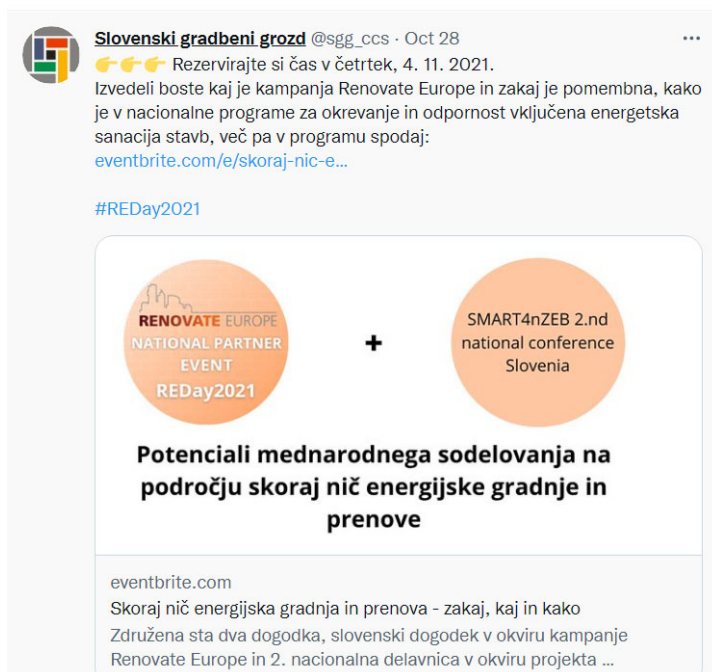 Slovenski gradbeni grozd @sgg_ccs · Oct 28
👉👉👉 Rezervirajte si čas v četrtek, 4. 11. 2021.
Izvedeli boste kaj je kampanja Renovate Europe in zakaj je pomembna, kako
je v nacionalne programe za okrevanje in odpornost vključena energetska
sanacija stavb, več pa v programu spodaj:
eventbrite.com/e/skoraj-nic-e...
#REDay2021
RENOVATE EUROPE
NATIONAL PARTNER
EVENT
REDay2021
+
SMART4nZEB 2.nd
national conference
Slovenia
Potenciali mednarodnega sodelovanja na
področju skoraj nič energijske gradnje in
prenove
eventbrite.com
Skoraj nič energijska gradnja in prenova - zakaj, kaj in kako
Združena sta dva dogodka, slovenski dogodek v okviru kampanje
Renovate Europe in 2. nacionalna delavnica v okviru projekta ...